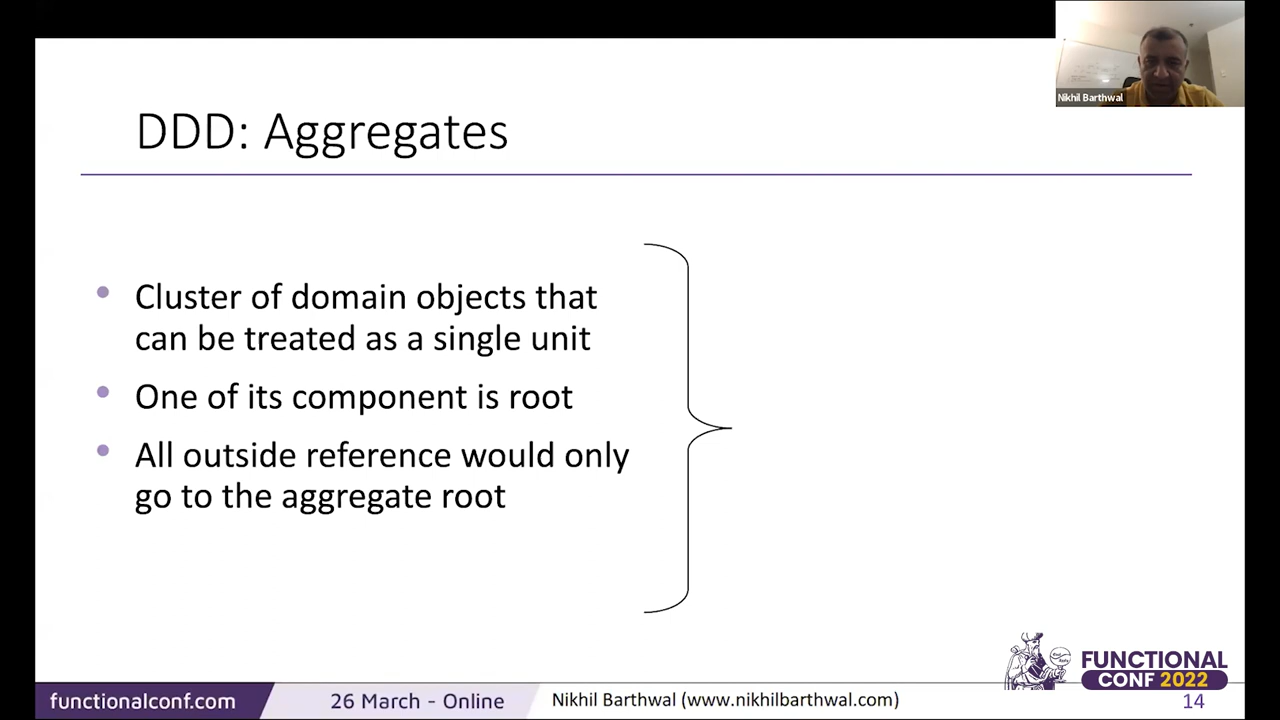 Nikhil Barthwal
DDD: Aggregates
Cluster of domain objects that
can be treated as a single unit
One of its component is root
All outside reference would only
go to the aggregate root
FUNCTIONAL
CONF 2022
functionalconf.com
26 March - Online
Nikhil Barthwal (www.nikhilbarthwal.com)
14